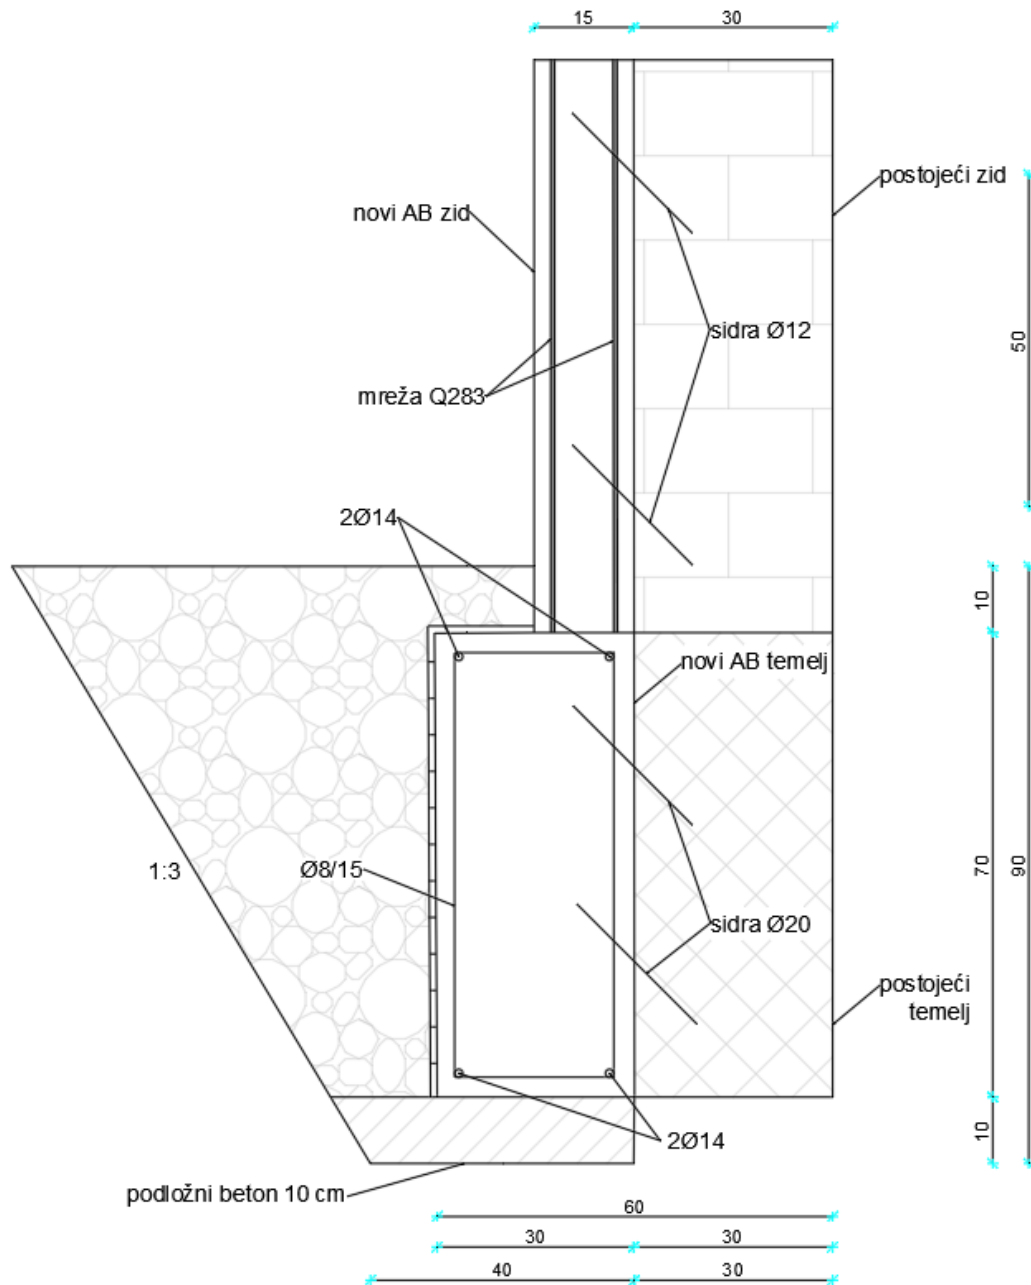 15
30
postojeći zid
novi AB zid
sidra Ø12
50
mreža Q283
2Ø14
10
novi AB temelj
1:3
Ø8/15
70
90
sidra Ø20
postojeći
temelj
10
2Ø14
podložni beton 10 cm
60
30
30
40
30